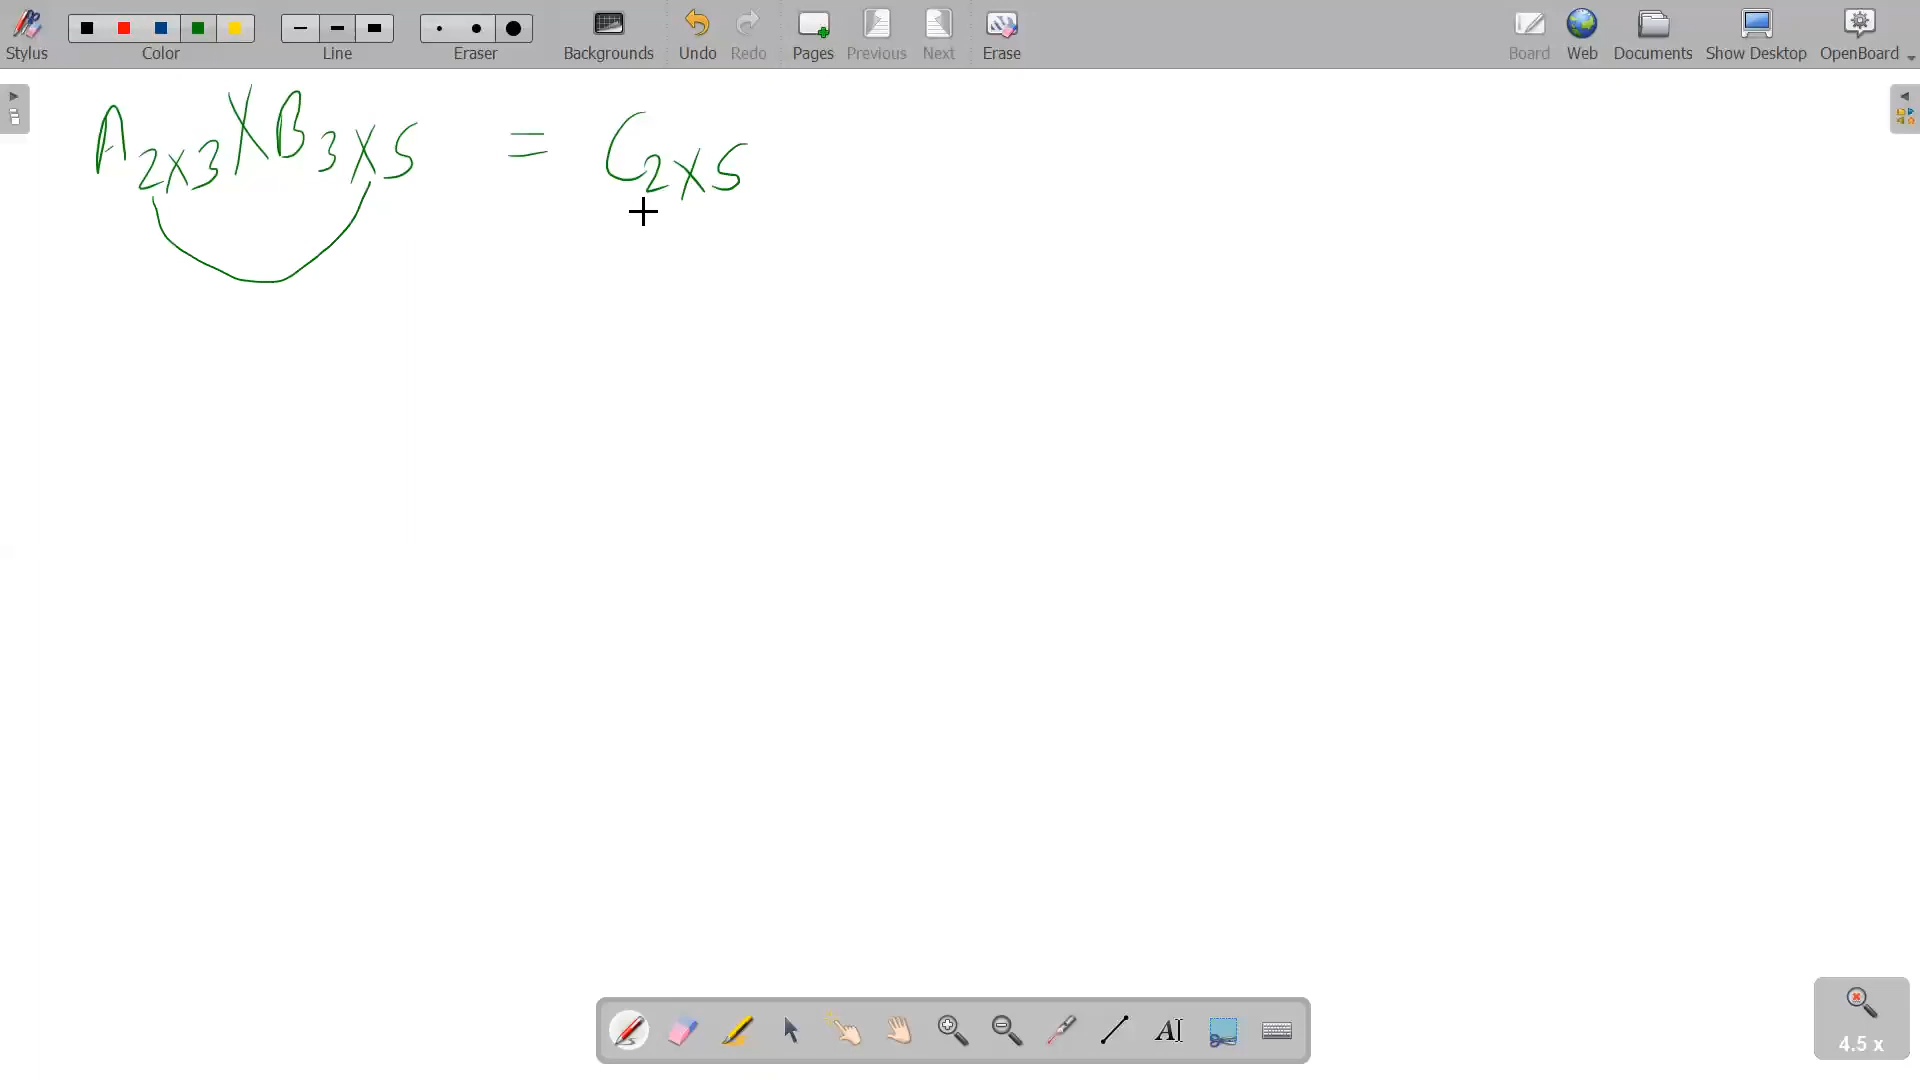 Stylus Color Line Eraser Backgrounds Undo Redo Pages Previous Next Erase Board Web Documents Show Desktop OpenBoard
A2x3 X B3x5 = C2x5
AI
4.5 x